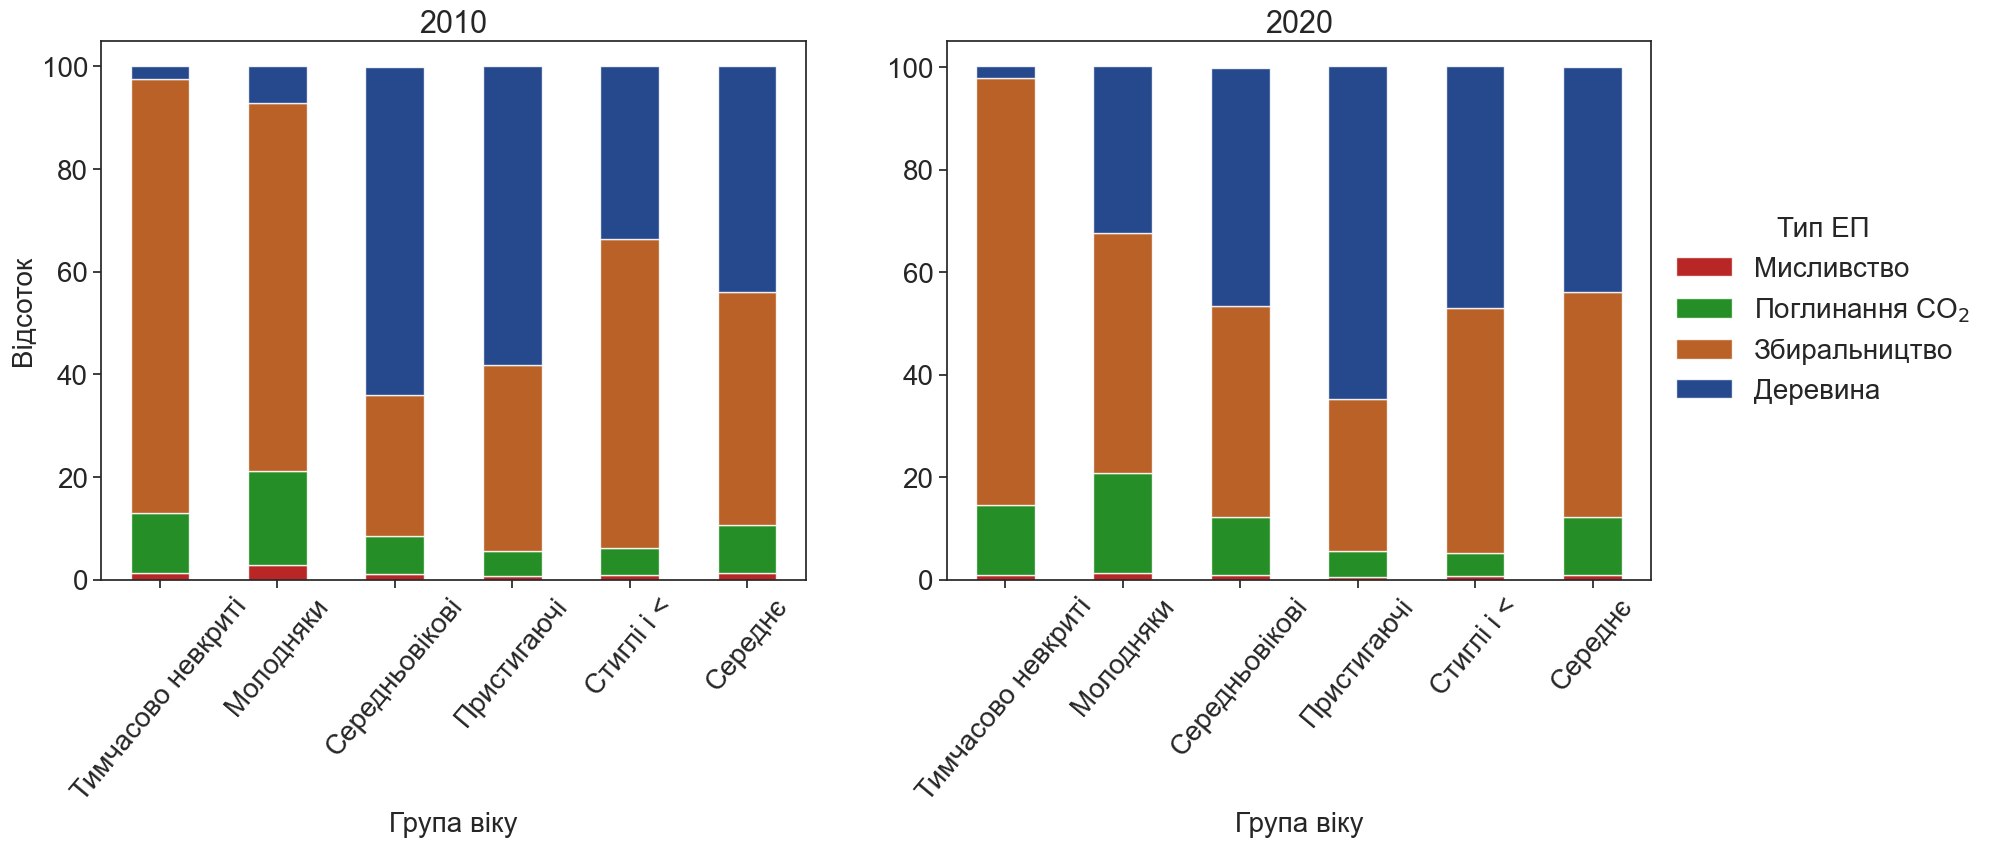 2010
100
80
60
40
20
0
Відсоток
Тимчасово невкриті
Молодняки
Середньовікові
Пристигаючі
Стиглі і <
Середнє
Група віку
2020
100
80
60
40
20
0
Тимчасово невкриті
Молодняки
Середньовікові
Пристигаючі
Стиглі і <
Середнє
Група віку
Тип ЕП
Мисливство
Поглинання CO₂
Збиральництво
Деревина